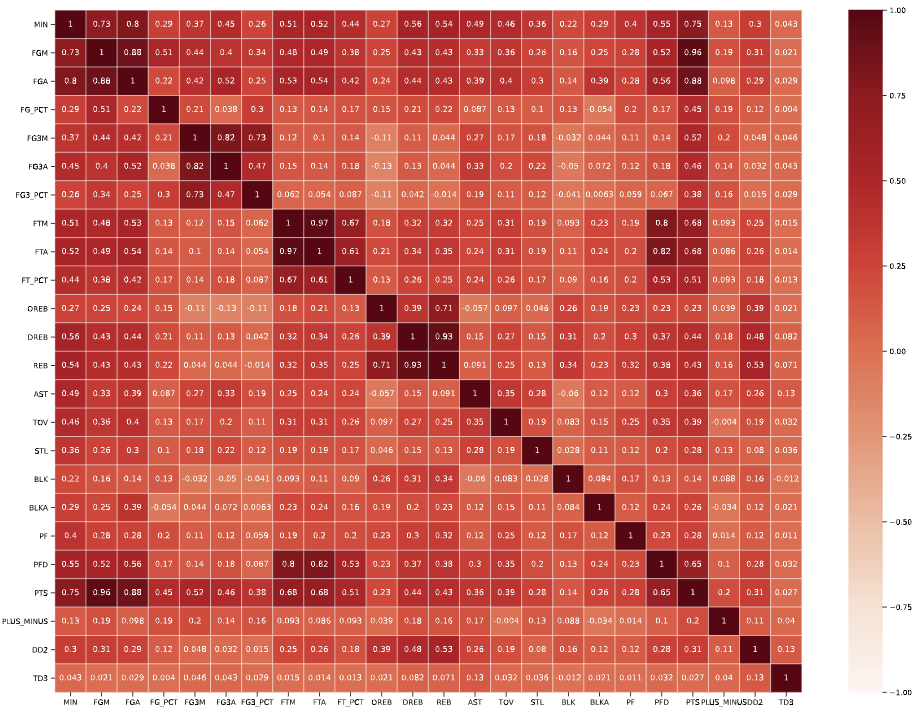 MIN 1 0.73 0.8 0.29 0.37 0.45 0.26 0.51 0.52 0.44 0.27 0.56 0.54 0.49 0.46 0.36 0.22 0.29 0.4 0.55 0.75 0.13 0.3 0.043 1.00
FGM 0.73 1 0.88 0.51 0.44 0.4 0.34 0.48 0.49 0.38 0.25 0.43 0.43 0.33 0.36 0.26 0.16 0.25 0.28 0.52 0.96 0.19 0.31 0.021
FGA 0.8 0.88 1 0.22 0.42 0.52 0.25 0.53 0.54 0.42 0.24 0.44 0.43 0.39 0.4 0.3 0.14 0.39 0.28 0.56 0.88 0.098 0.29 0.029
0.75
FG_PCT 0.29 0.51 0.22 1 0.21 0.038 0.3 0.13 0.14 0.17 0.15 0.21 0.22 0.087 0.13 0.1 0.13 -0.054 0.2 0.17 0.45 0.19 0.12 0.004
FG3M 0.37 0.44 0.42 0.21 1 0.82 0.73 0.12 0.1 0.14 -0.11 0.11 0.044 0.27 0.17 0.18 -0.032 0.044 0.11 0.14 0.52 0.2 0.048 0.046
FG3A 0.45 0.4 0.52 0.038 0.82 1 0.47 0.15 0.14 0.18 -0.13 0.13 0.044 0.33 0.2 0.22 -0.05 0.072 0.12 0.18 0.46 0.14 0.032 0.043
0.50
FG3_PCT 0.26 0.34 0.25 0.3 0.73 0.47 1 0.062 0.054 0.087 -0.11 0.042 -0.014 0.19 0.11 0.12 -0.041 0.0063 0.059 0.067 0.38 0.16 0.015 0.029
FTM 0.51 0.48 0.53 0.13 0.12 0.15 0.062 1 0.97 0.67 0.18 0.32 0.32 0.25 0.31 0.19 0.093 0.23 0.19 0.8 0.68 0.093 0.25 0.015
FTA 0.52 0.49 0.54 0.14 0.1 0.14 0.054 0.97 1 0.61 0.21 0.34 0.35 0.24 0.31 0.19 0.11 0.24 0.2 0.82 0.68 0.086 0.26 0.014
0.25
FT_PCT 0.44 0.38 0.42 0.17 0.14 0.18 0.087 0.67 0.61 1 0.13 0.26 0.25 0.24 0.26 0.17 0.09 0.16 0.2 0.53 0.51 0.093 0.18 0.013
OREB 0.27 0.25 0.24 0.15 -0.11 -0.13 -0.11 0.18 0.21 0.13 1 0.39 0.71 -0.057 0.097 0.046 0.26 0.19 0.23 0.23 0.23 0.039 0.39 0.021
DREB 0.56 0.43 0.44 0.21 0.11 0.13 0.042 0.32 0.34 0.26 0.39 1 0.93 0.15 0.27 0.15 0.31 0.2 0.3 0.37 0.44 0.18 0.48 0.082
0.00
REB 0.54 0.43 0.43 0.22 0.044 0.044 -0.014 0.32 0.35 0.25 0.71 0.93 1 0.091 0.25 0.13 0.34 0.23 0.32 0.38 0.43 0.16 0.53 0.071
AST 0.49 0.33 0.39 0.087 0.27 0.33 0.19 0.25 0.24 0.24 -0.057 0.15 0.091 1 0.35 0.28 -0.06 0.12 0.12 0.3 0.36 0.17 0.26 0.13
TOV 0.46 0.36 0.4 0.13 0.17 0.2 0.11 0.31 0.31 0.26 0.097 0.27 0.25 0.35 1 0.19 0.083 0.15 0.25 0.35 0.39 -0.004 0.19 0.032
-0.25
STL 0.36 0.26 0.3 0.1 0.18 0.22 0.12 0.19 0.19 0.17 0.046 0.15 0.13 0.28 0.19 1 0.028 0.11 0.12 0.2 0.28 0.13 0.08 0.036
BLK 0.22 0.16 0.14 0.13 -0.032 -0.05 -0.041 0.093 0.11 0.09 0.26 0.31 0.34 -0.06 0.083 0.028 1 0.084 0.17 0.13 0.14 0.088 0.16 -0.012
BLKA 0.29 0.25 0.39 -0.054 0.044 0.072 0.0063 0.23 0.24 0.16 0.19 0.2 0.23 0.12 0.15 0.11 0.084 1 0.12 0.24 0.26 -0.034 0.12 0.021
-0.50
PF 0.4 0.28 0.28 0.2 0.11 0.12 0.059 0.19 0.2 0.2 0.23 0.3 0.32 0.12 0.25 0.12 0.17 0.12 1 0.23 0.28 0.014 0.12 0.011
PFD 0.55 0.52 0.56 0.17 0.14 0.18 0.067 0.8 0.82 0.53 0.23 0.37 0.38 0.3 0.35 0.2 0.13 0.24 0.23 1 0.65 0.1 0.28 0.032
PTS 0.75 0.96 0.88 0.45 0.52 0.46 0.38 0.68 0.68 0.51 0.23 0.44 0.43 0.36 0.39 0.28 0.14 0.26 0.28 0.65 1 0.2 0.31 0.027
-0.75
PLUS_MINUS 0.13 0.19 0.098 0.19 0.2 0.14 0.16 0.093 0.086 0.093 0.039 0.18 0.16 0.17 -0.004 0.13 0.088 -0.034 0.014 0.1 0.2 1 0.11 0.04
DD2 0.3 0.31 0.29 0.12 0.048 0.032 0.015 0.25 0.26 0.18 0.39 0.48 0.53 0.26 0.19 0.08 0.16 0.12 0.12 0.28 0.31 0.11 1 0.13
TD3 0.043 0.021 0.029 0.004 0.046 0.043 0.029 0.015 0.014 0.013 0.021 0.082 0.071 0.13 0.032 0.036 -0.012 0.021 0.011 0.032 0.027 0.04 0.13 1
-1.00
MIN FGM FGA FG_PCT FG3M FG3A FG3_PCT FTM FTA FT_PCT OREB DREB REB AST TOV STL BLK BLKA PF PFD PTS PLUS_MINUS DD2 TD3